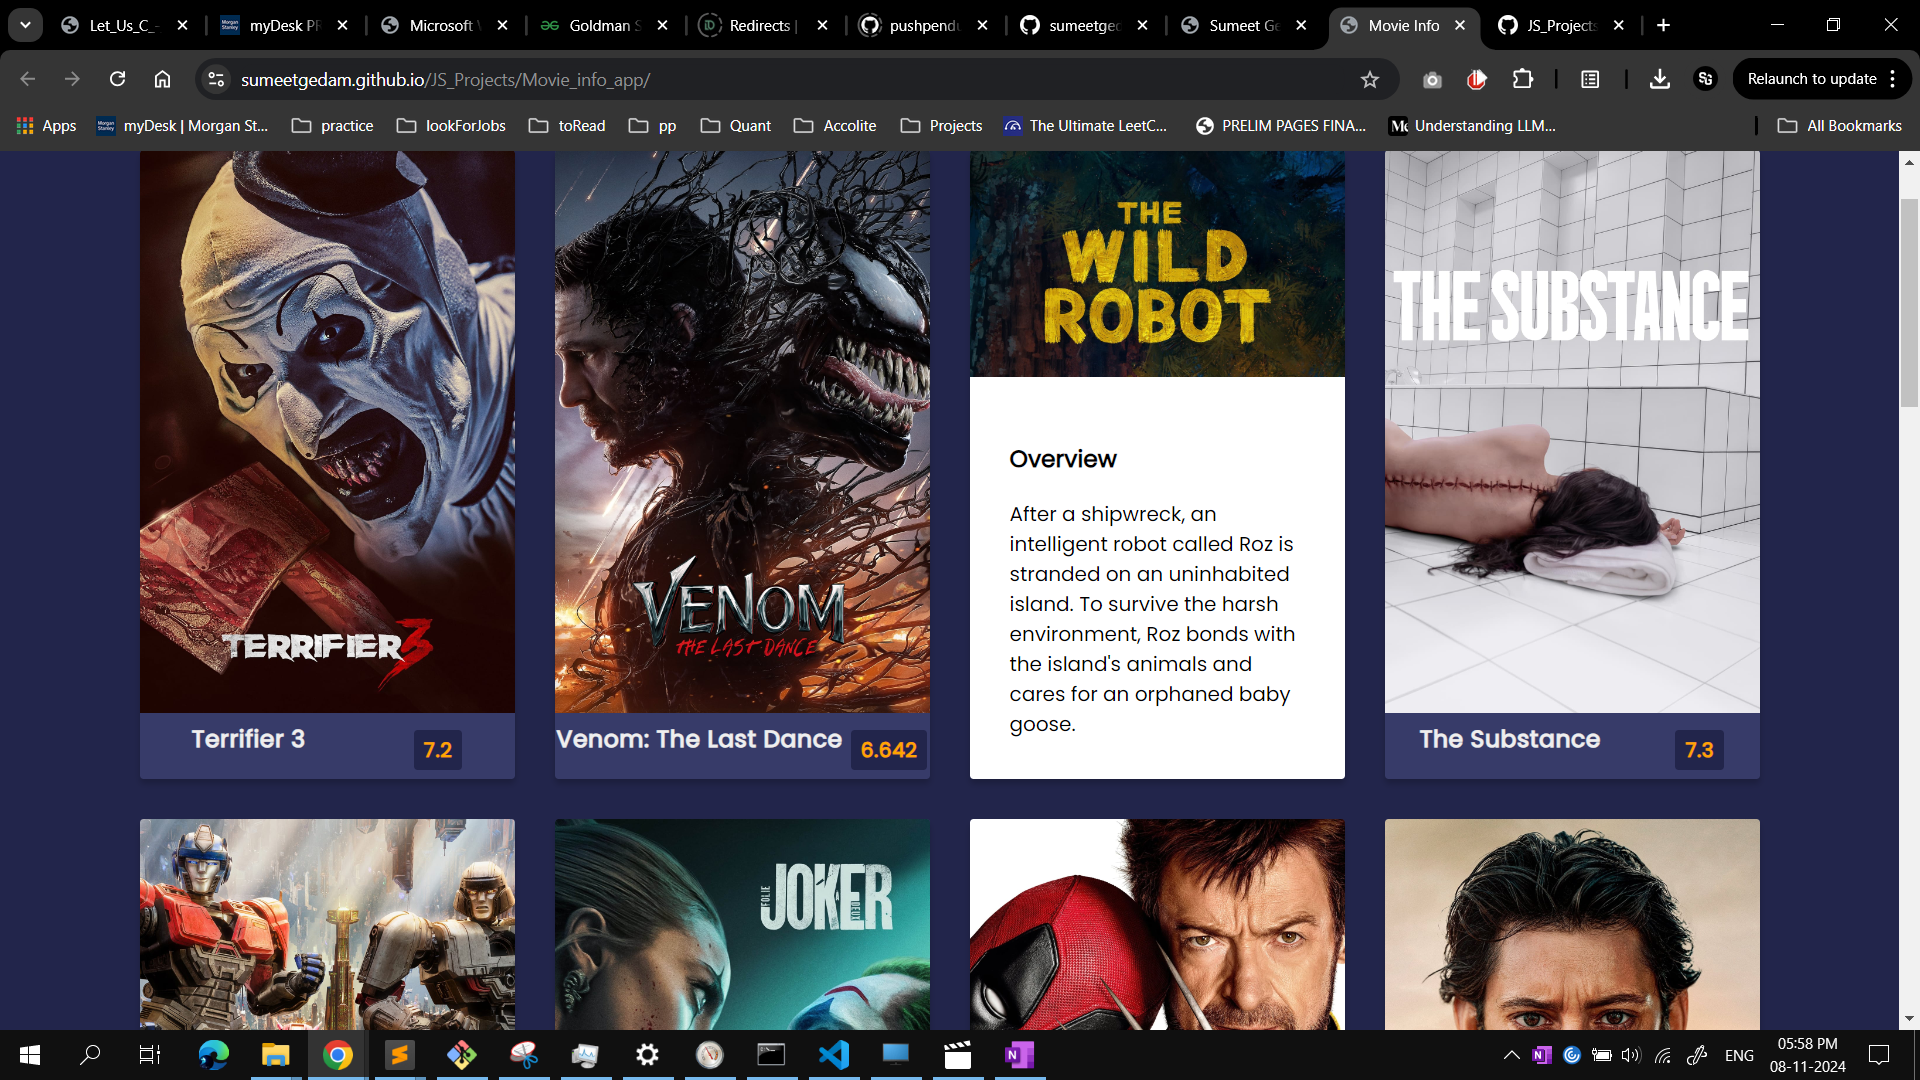 Let_Us_C_-
myDesk PR
Microsoft V
Goldman S
Redirects |
pushpendu
sumeetged
Sumeet Ge
Movie Info
JS_Projects
sumeetgedam.github.io/JS_Projects/Movie_info_app/
Relaunch to update
Apps
myDesk | Morgan St...
practice
lookForJobs
toRead
pp
Quant
Accolite
Projects
The Ultimate LeetC...
PRELIM PAGES FINA...
Understanding LLM...
All Bookmarks
TERRIFIER 3
Terrifier 3
7.2
VENOM
THE LAST DANCE
Venom: The Last Dance
6.642
THE
WILD
ROBOT
Overview
After a shipwreck, an
intelligent robot called Roz is
stranded on an uninhabited
island. To survive the harsh
environment, Roz bonds with
the island's animals and
cares for an orphaned baby
goose.
THE SUBSTANCE
The Substance
7.3
JOKER
FOLIE
DEUX
ENG
05:58 PM
08-11-2024